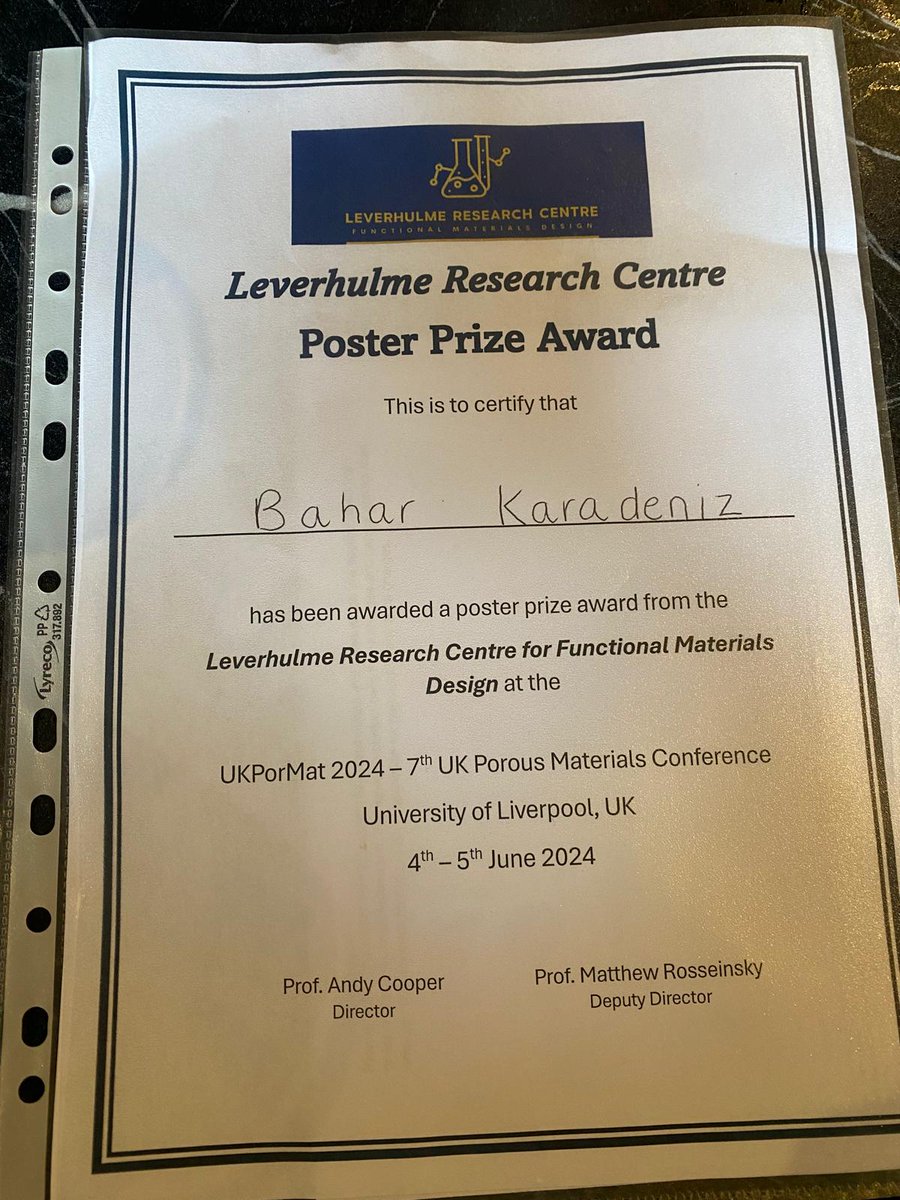 LEVERHULME RESEARCH CENTRE
FUNCTIONAL MATERIALS DESIGN
Leverhulme Research Centre
Poster Prize Award
This is to certify that
Bahar Karadeniz
has been awarded a poster prize award from the
Leverhulme Research Centre for Functional Materials
Design at the
UKPorMat 2024 – 7th UK Porous Materials Conference
University of Liverpool, UK
4th – 5th June 2024
Prof. Andy Cooper
Director
Prof. Matthew Rosseinsky
Deputy Director
Lyreco PP
317.892